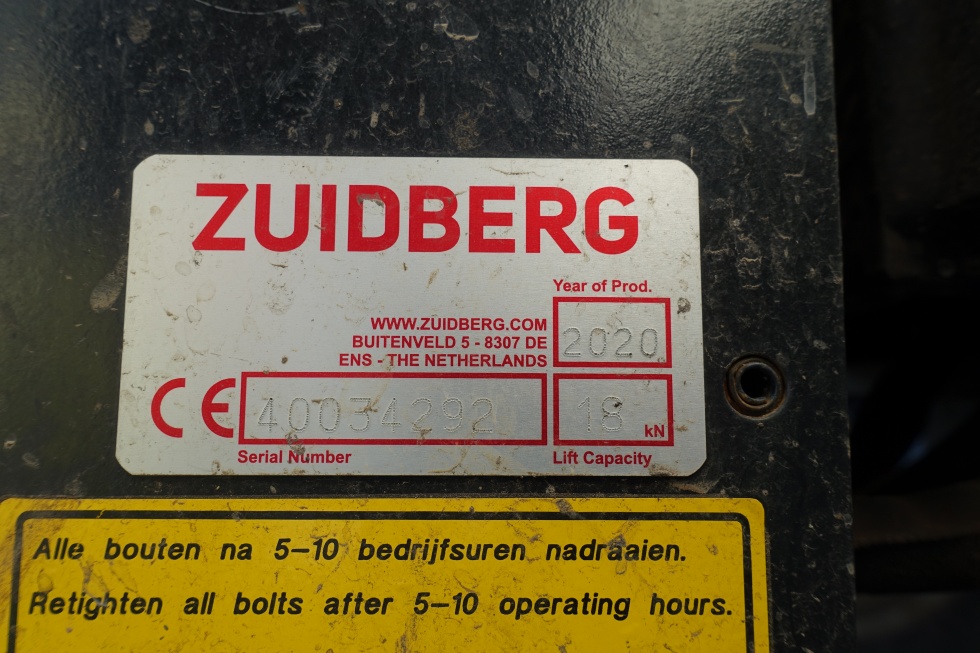 ZUIDBERG
Year of Prod.
2020
WWW.ZUIDBERG.COM
BUITENVELD 5 - 8307 DE
ENS - THE NETHERLANDS
CE
40034292
18 kN
Serial Number
Lift Capacity
Alle bouten na 5-10 bedrijfsuren nadraaien.
Retighten all bolts after 5-10 operating hours.